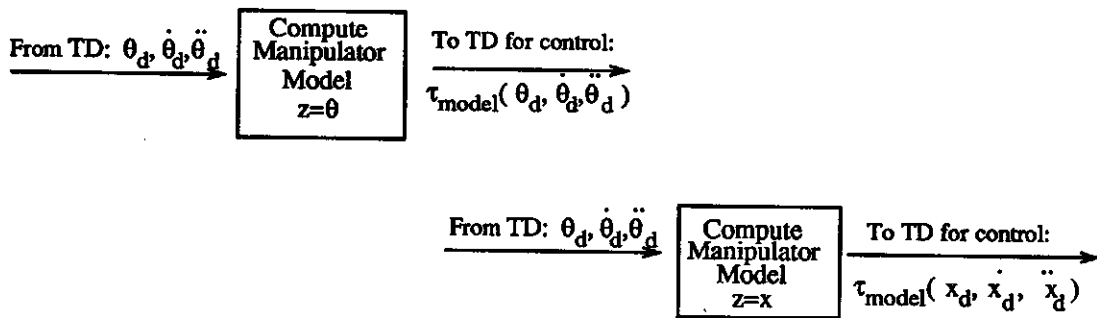 From TD: θd, θ̇d, θ̈d
Compute
Manipulator
Model
z=θ
To TD for control:
τmodel( θd, θ̇d, θ̈d )
From TD: θd, θ̇d, θ̈d
Compute
Manipulator
Model
z=x
To TD for control:
τmodel( xd, ẋd, ẍd )